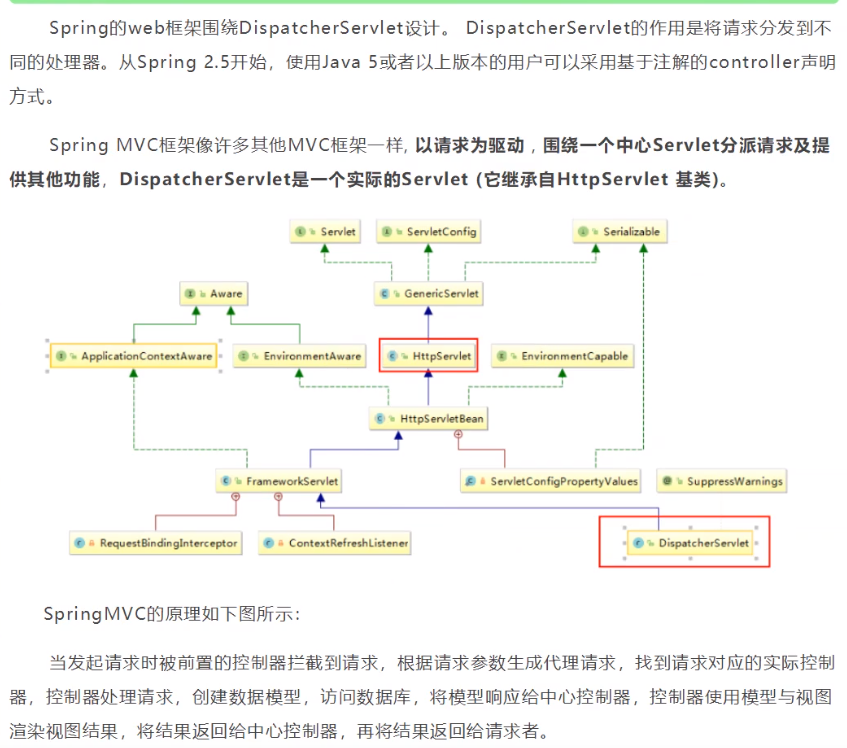 Spring的web框架围绕DispatcherServlet设计。 DispatcherServlet的作用是将请求分发到不
同的处理器。从Spring 2.5开始，使用Java 5或者以上版本的用户可以采用基于注解的controller声明
方式。
Spring MVC框架像许多其他MVC框架一样, 以请求为驱动 , 围绕一个中心Servlet分派请求及提
供其他功能，DispatcherServlet是一个实际的Servlet (它继承自HttpServlet 基类)。
Servlet
ServletConfig
Serializable
Aware
GenericServlet
ApplicationContextAware
EnvironmentAware
HttpServlet
EnvironmentCapable
HttpServletBean
FrameworkServlet
ServletConfigPropertyValues
SuppressWarnings
RequestBindingInterceptor
ContextRefreshListener
DispatcherServlet
SpringMVC的原理如下图所示：
当发起请求时被前置的控制器拦截到请求，根据请求参数生成代理请求，找到请求对应的实际控制
器，控制器处理请求，创建数据模型，访问数据库，将模型响应给中心控制器，控制器使用模型与视图
渲染视图结果，将结果返回给中心控制器，再将结果返回给请求者。